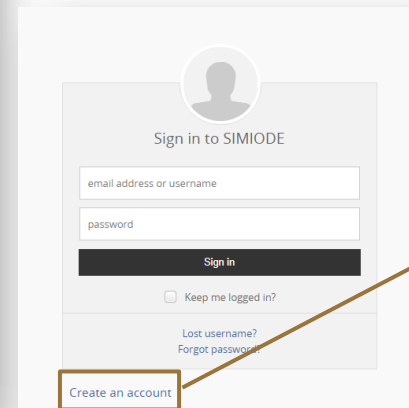 Sign in to SIMIODE
email address or username
password
Sign in
Keep me logged in?
Lost username?
Forgot password?
Create an account